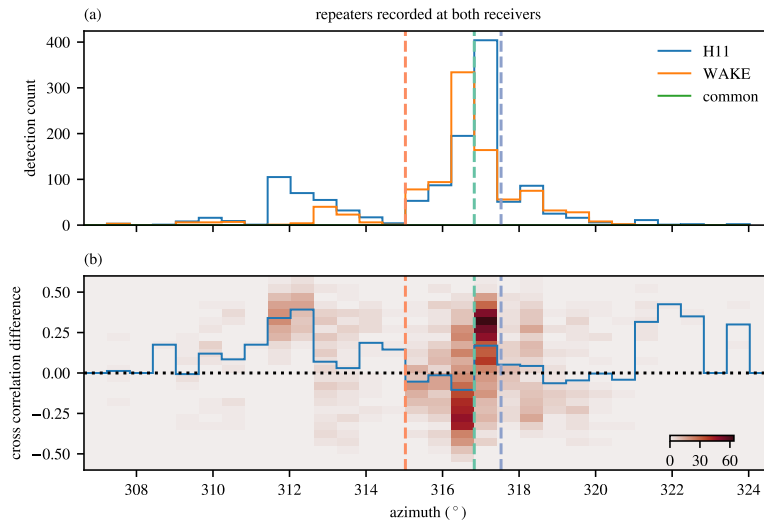 (a)
repeaters recorded at both receivers
400
300
200
100
0
detection count
H11
WAKE
common
(b)
0.50
0.25
0.00
−0.25
−0.50
cross correlation difference
0 30 60
308 310 312 314 316 318 320 322 324
azimuth (°)